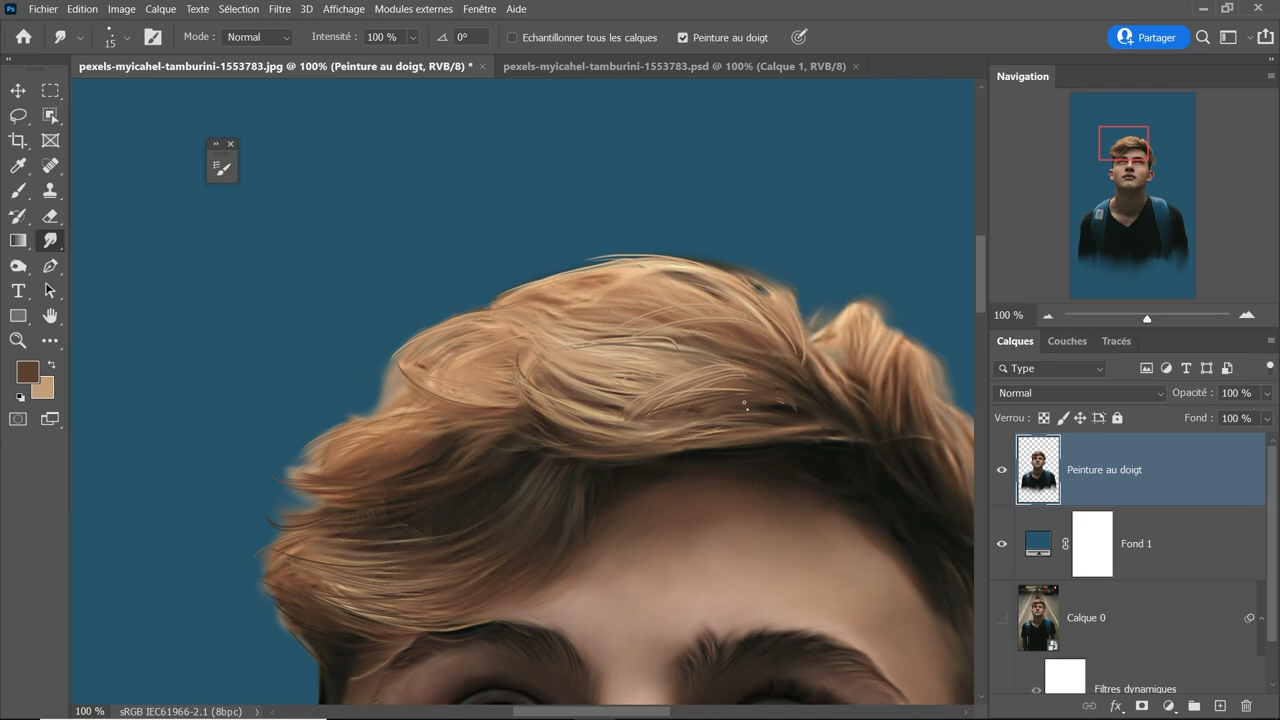 Ps Fichier Edition Image Calque Texte Sélection Filtre 3D Affichage Modules externes Fenêtre Aide
15 Mode : Normal Intensité : 100 % 0° Echantillonner tous les calques Peinture au doigt Partager
pexels-myicahel-tamburini-1553783.jpg @ 100% (Peinture au doigt, RVB/8) * pexels-myicahel-tamburini-1553783.psd @ 100% (Calque 1, RVB/8)
Navigation
100 %
Calques Couches Tracés
Type
Normal Opacité : 100 %
Verrou : Fond : 100 %
Peinture au doigt
Fond 1
Calque 0
Filtres dynamiques
100 % sRGB IEC61966-2.1 (8bpc)